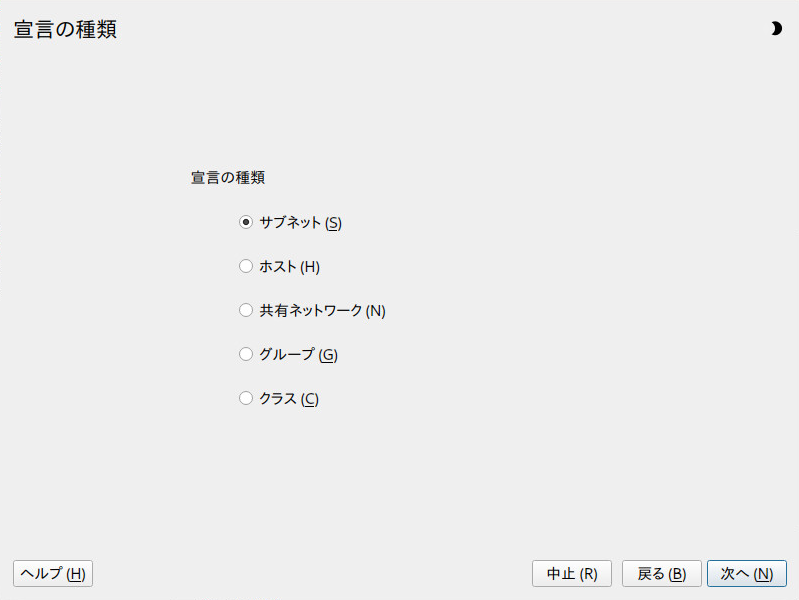 宣言の種類
宣言の種類
サブネット (S)
ホスト (H)
共有ネットワーク (N)
グループ (G)
クラス (C)
ヘルプ (H)
中止 (R)
戻る (B)
次へ (N)